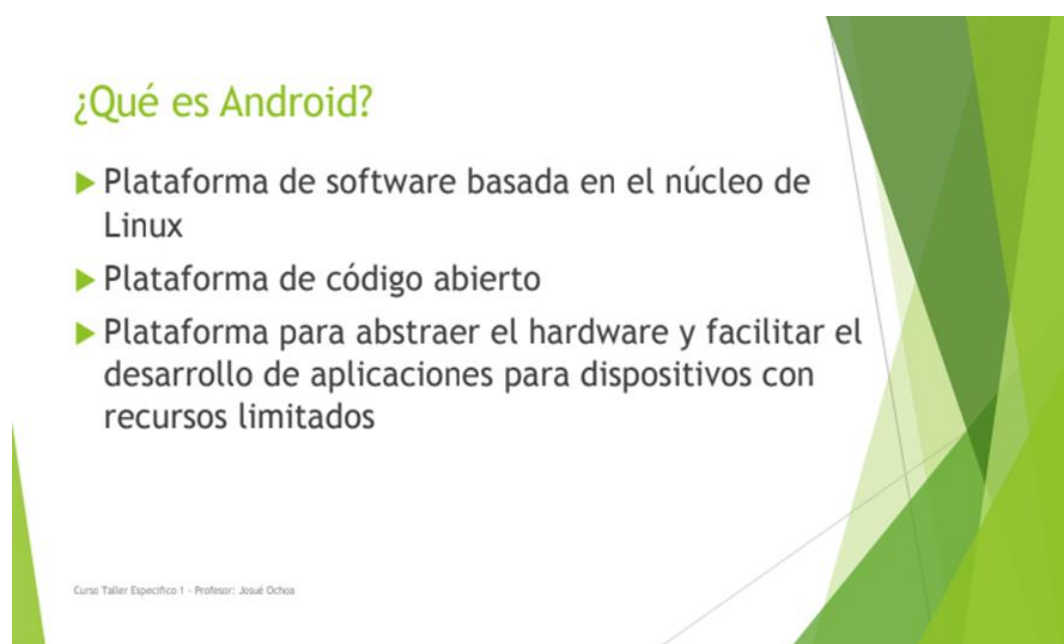 ¿Qué es Android?
Plataforma de software basada en el núcleo de
Linux
Plataforma de código abierto
Plataforma para abstraer el hardware y facilitar el
desarrollo de aplicaciones para dispositivos con
recursos limitados
Curso Taller Especifico 1 - Profesor: Josué Ochoa